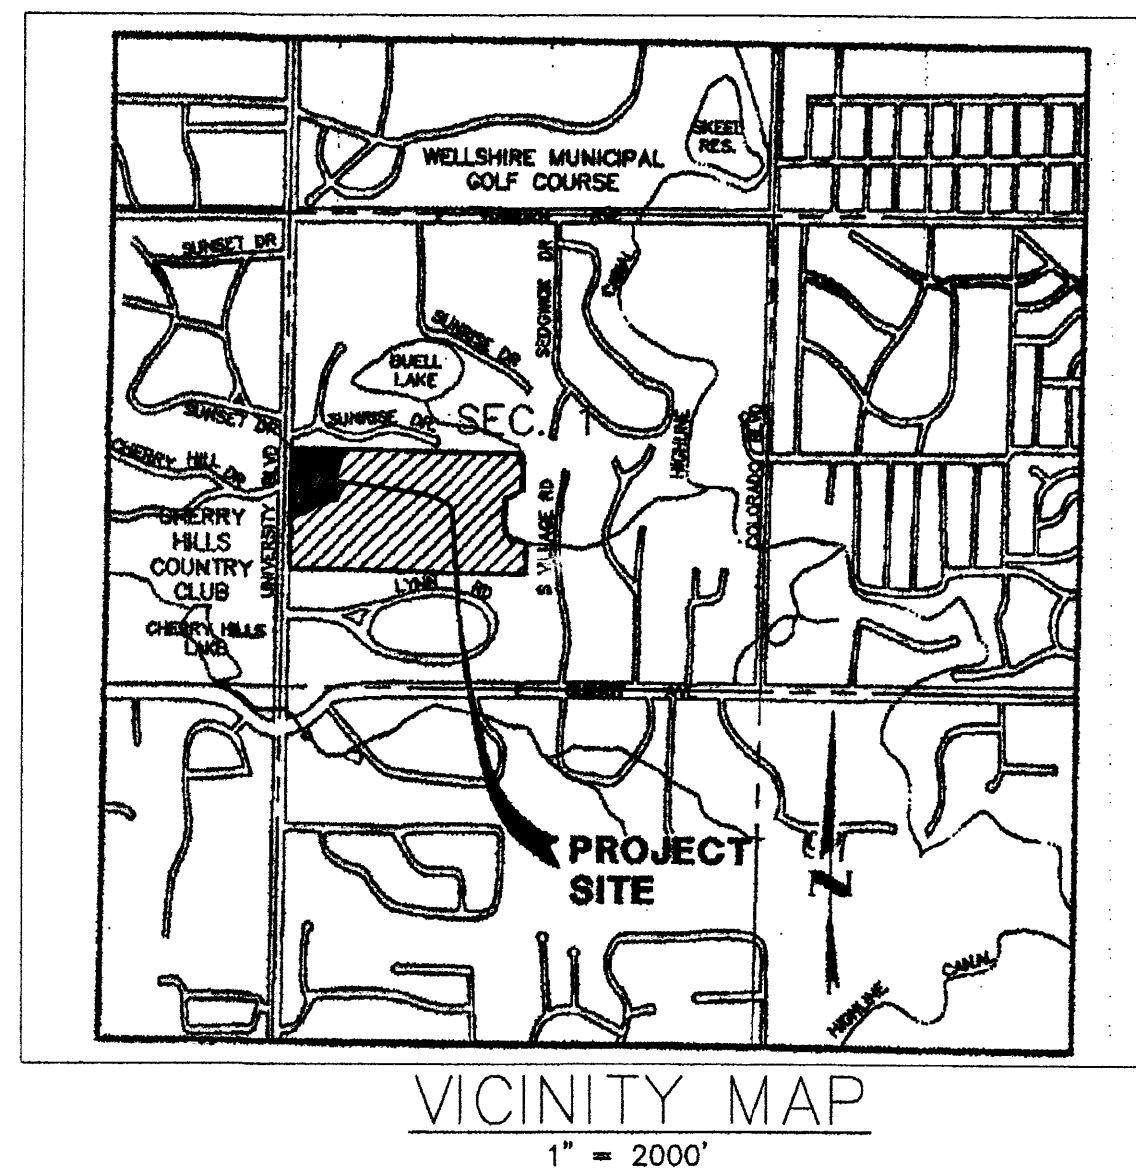 SKEEL
RES.
WELLSHIRE MUNICIPAL
GOLF COURSE
SUNSET DR
SEDGWICK DR
CANAL
SUNRISE DR
BUELL
LAKE
SUNSET DR
SUNRISE DR.
SEC. 1
HIGHLINE
COLORADO BLVD
CHERRY HILL DR
UNIVERSITY BLVD
CHERRY
HILLS
COUNTRY
CLUB
S VILLAGE RD
LYNN RD
CHERRY HILLS
LAKE
PROJECT
SITE
N
HIGHLINE CANAL
VICINITY MAP
1" = 2000'